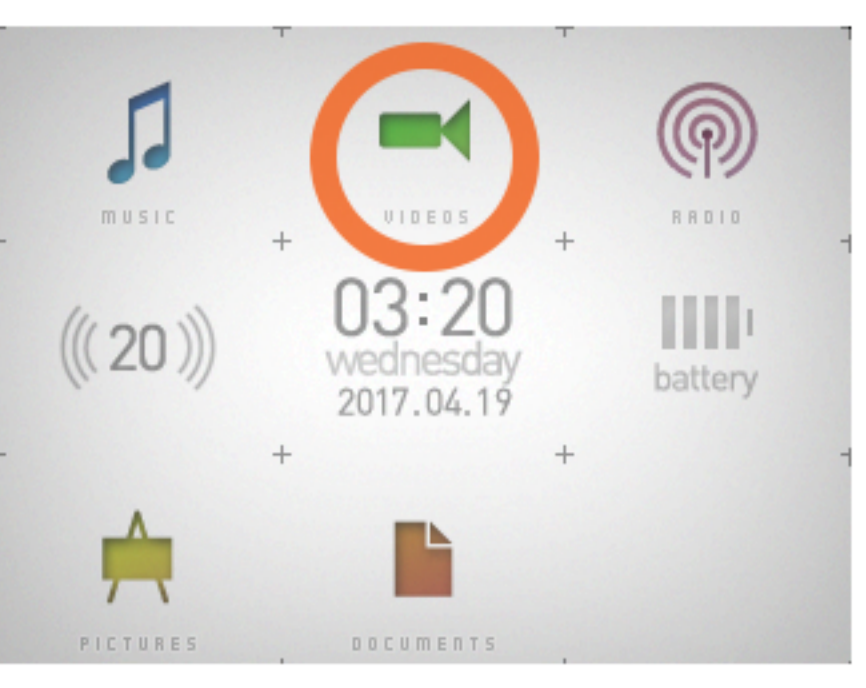 MUSIC
VIDEOS
RADIO
20
03:20
wednesday
2017.04.19
battery
PICTURES
DOCUMENTS